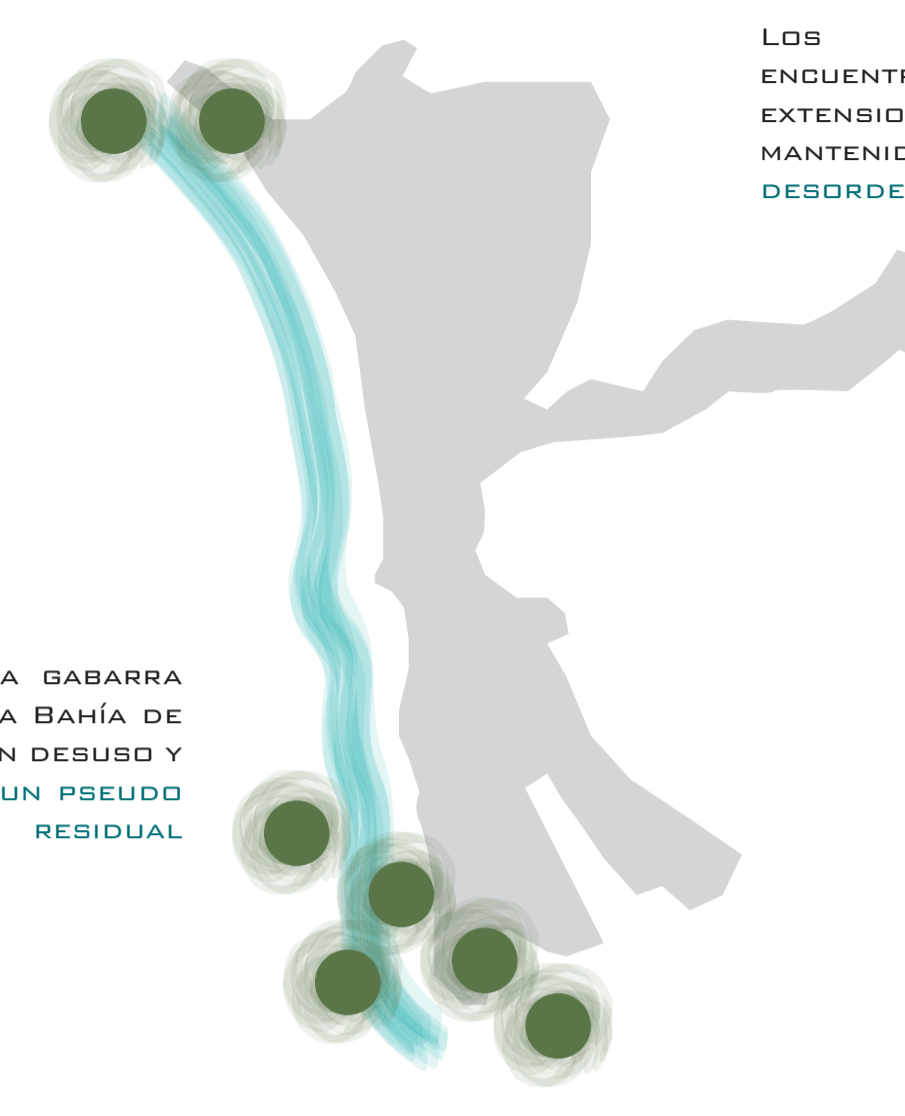 Los
encuentr
extensio
mantenid
desorde
a gabarra
a Bahía de
n desuso y
un pseudo
residual